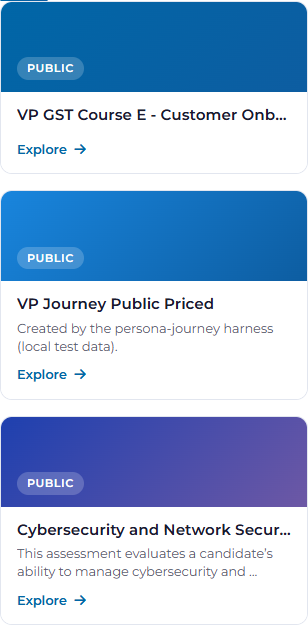 PUBLIC
VP GST Course E - Customer Onb...
Explore →
PUBLIC
VP Journey Public Priced
Created by the persona-journey harness
(local test data).
Explore →
PUBLIC
Cybersecurity and Network Secur...
This assessment evaluates a candidate's
ability to manage cybersecurity and ...
Explore →